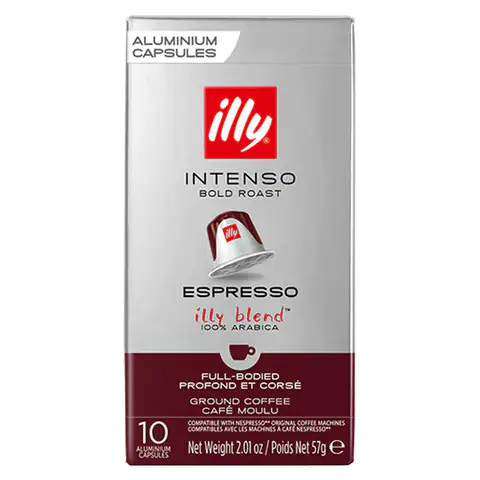 ALUMINIUM
CAPSULES
illy
INTENSO
BOLD ROAST
illy
ESPRESSO
illy blend™
100% ARABICA
FULL-BODIED
PROFOND ET CORSÉ
GROUND COFFEE
CAFÉ MOULU
COMPATIBLE WITH NESPRESSO** ORIGINAL COFFEE MACHINES
COMPATIBLES AVEC LES MACHINES À CAFÉ NESPRESSO**
10
ALUMINIUM
CAPSULES
Net Weight 2.01 oz / Poids Net 57g ℮